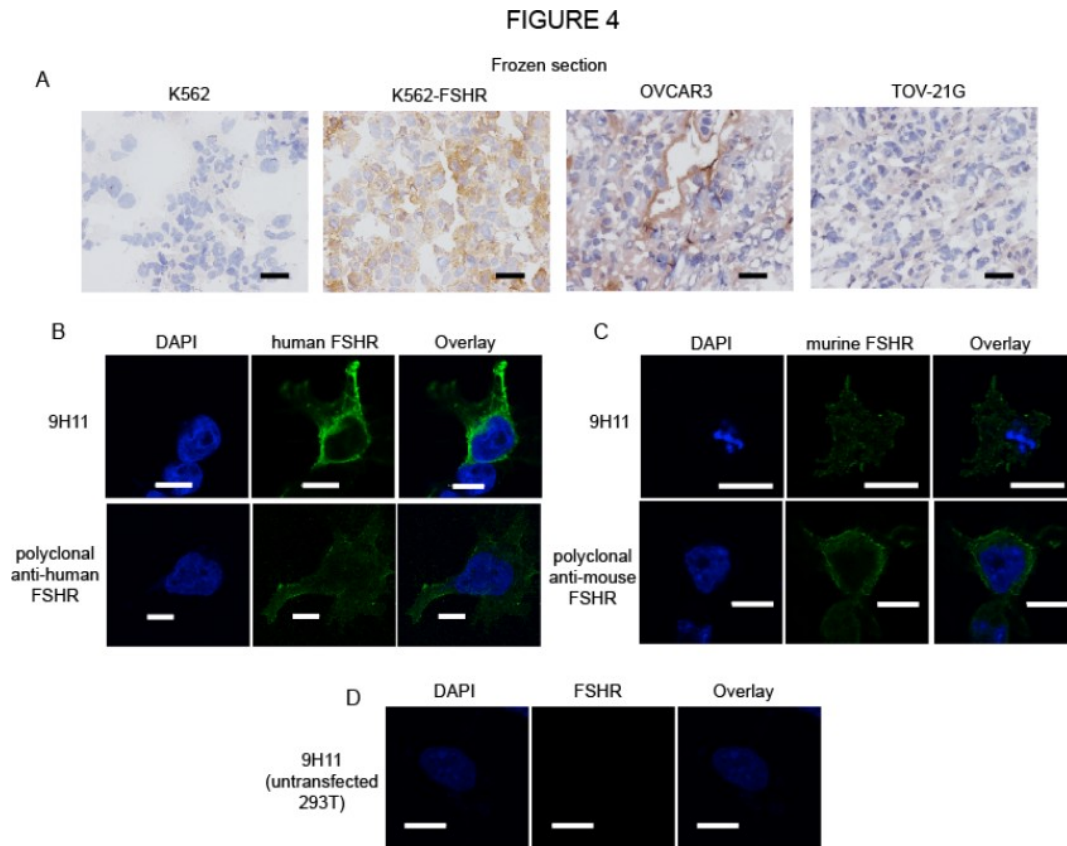 FIGURE 4
A
Frozen section
K562
K562-FSHR
OVCAR3
TOV-21G
B
DAPI
human FSHR
Overlay
9H11
polyclonal
anti-human
FSHR
C
DAPI
murine FSHR
Overlay
9H11
polyclonal
anti-mouse
FSHR
D
DAPI
FSHR
Overlay
9H11
(untransfected
293T)